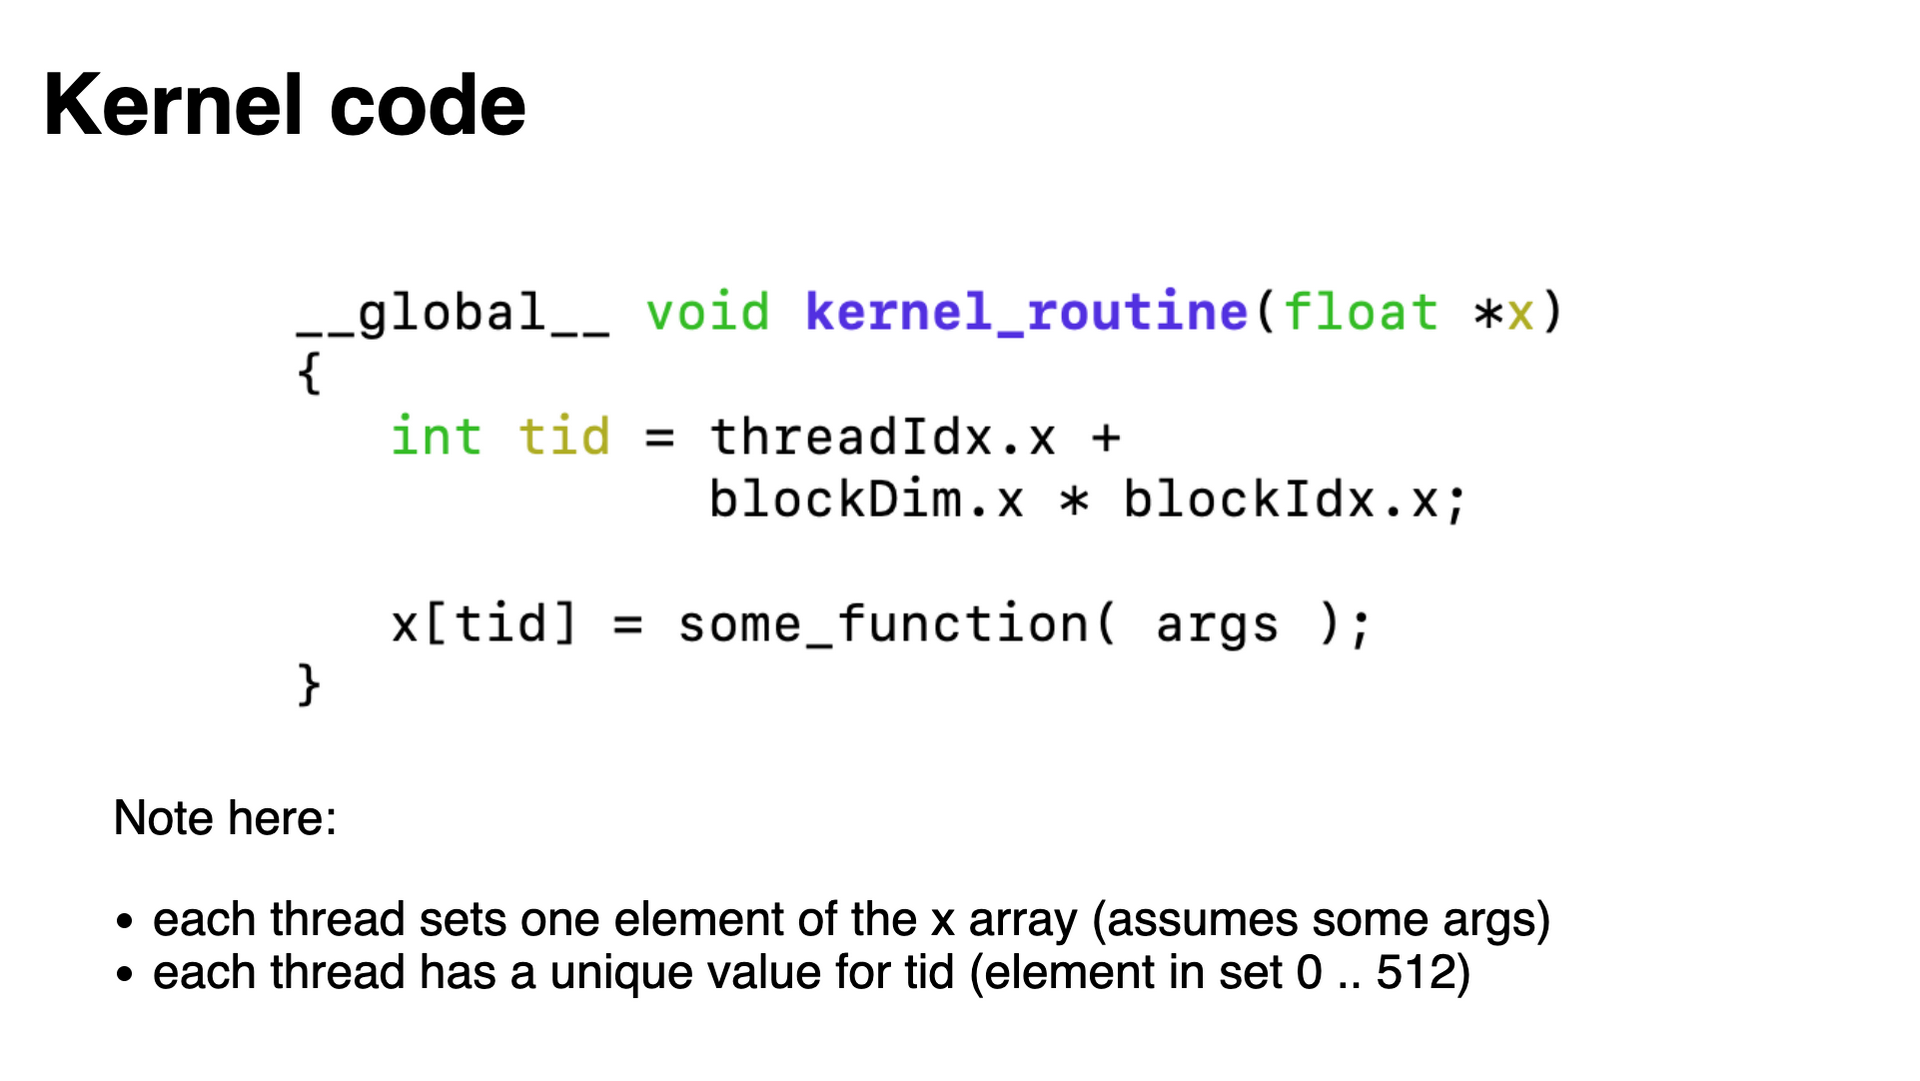 Kernel code
__global__ void kernel_routine(float *x)
{
   int tid = threadIdx.x +
             blockDim.x * blockIdx.x;

   x[tid] = some_function( args );
}
Note here:
• each thread sets one element of the x array (assumes some args)
• each thread has a unique value for tid (element in set 0 .. 512)